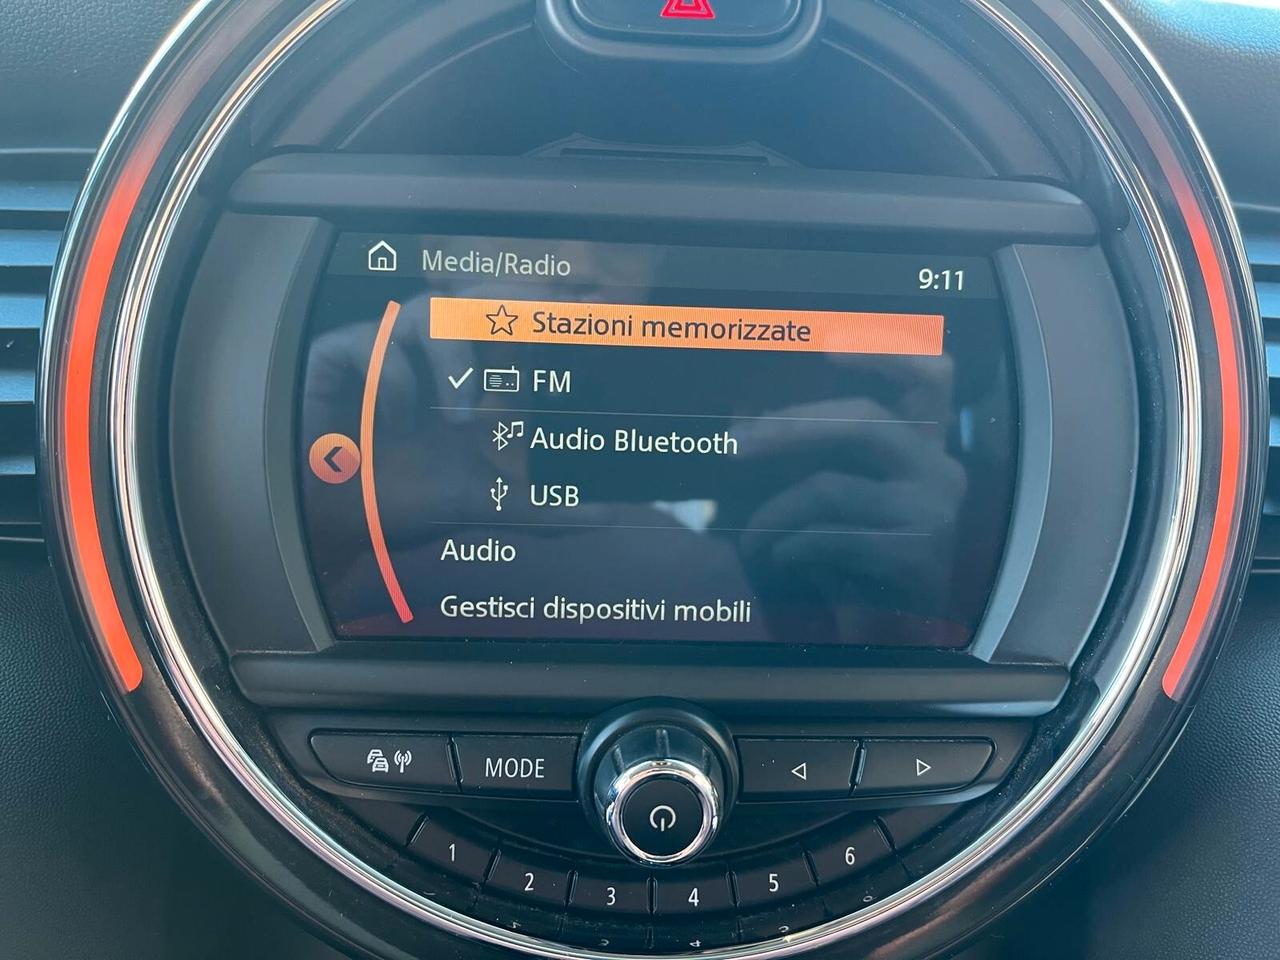 Media/Radio 9:11
Stazioni memorizzate
FM
Audio Bluetooth
USB
Audio
Gestisci dispositivi mobili
MODE
1 2 3 4 5 6